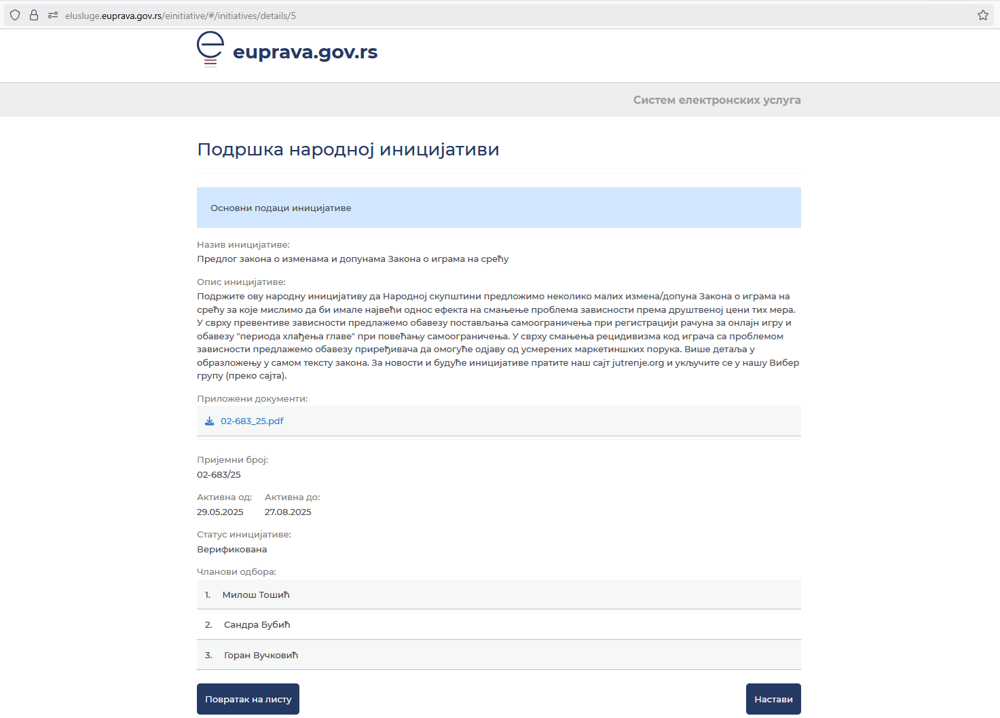 elusluge.euprava.gov.rs/einitiative/#/initiatives/details/5
euprava.gov.rs
Систем електронских услуга
Подршка народној иницијативи
Основни подаци иницијативе
Назив иницијативе:
Предлог закона о изменама и допунама Закона о играма на срећу
Опис иницијативе:
Подржите ову народну иницијативу да Народној скупштини предложимо неколико малих измена/допуна Закона о играма на
срећу за које мислимо да би имале највећи однос ефекта на смањење проблема зависности према друштвеној цени тих мера.
У сврху превентиве зависности предлажемо обавезу постављања самоограничења при регистрацији рачуна за онлајн игру и
обавезу "периода хлађења главе" при повећању самоограничења. У сврху смањења рецидивизма код играча са проблемом
зависности предлажемо обавезу приређивача да омогуће одјаву од усмерених маркетиншких порука. Више детаља у
образложењу у самом тексту закона. За новости и будуће иницијативе пратите наш сајт jutrenje.org и укључите се у нашу Вибер
групу (преко сајта).
Приложени документи:
02-683_25.pdf
Пријемни број:
02-683/25
Активна од: Активна до:
29.05.2025 27.08.2025
Статус иницијативе:
Верификована
Чланови одбора:
1. Милош Тошић
2. Сандра Бубић
3. Горан Вучковић
Повратак на листу Настави